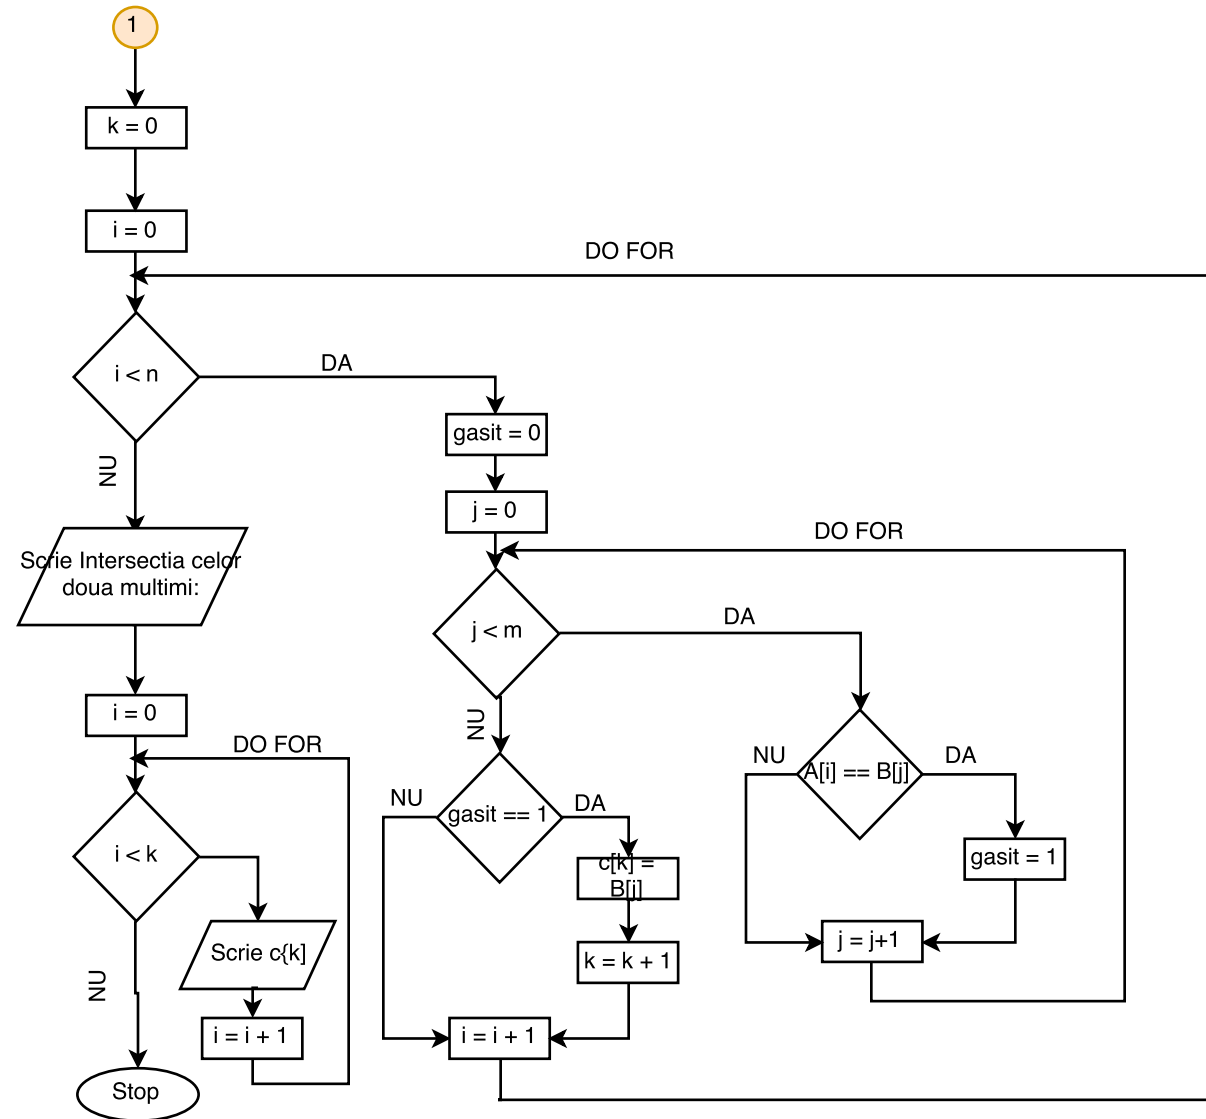 1
k = 0
i = 0
DO FOR
i < n
DA
NU
gasit = 0
j = 0
DO FOR
Scrie Intersectia celor
doua multimi:
j < m
DA
NU
i = 0
DO FOR
NU
A[i] == B[j]
DA
NU
gasit == 1
DA
i < k
c[k] =
B[j]
gasit = 1
Scrie c{k]
k = k + 1
j = j+1
NU
i = i + 1
i = i + 1
Stop